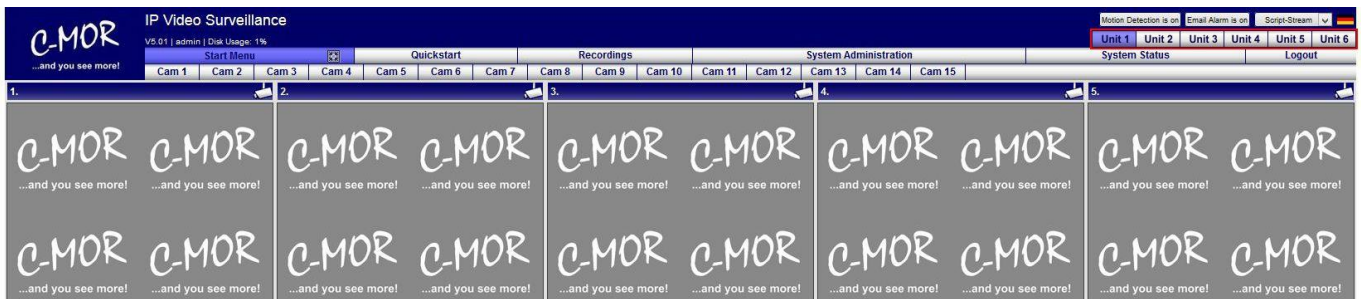 C-MOR
...and you see more!
IP Video Surveillance
V5.01 | admin | Disk Usage: 1%
Motion Detection is on Email Alarm is on Script-Stream
Unit 1 Unit 2 Unit 3 Unit 4 Unit 5 Unit 6
Start Menu Quickstart Recordings System Administration System Status Logout
Cam 1 Cam 2 Cam 3 Cam 4 Cam 5 Cam 6 Cam 7 Cam 8 Cam 9 Cam 10 Cam 11 Cam 12 Cam 13 Cam 14 Cam 15
1. 2. 3. 4. 5.
C-MOR C-MOR C-MOR C-MOR C-MOR C-MOR C-MOR C-MOR C-MOR C-MOR
...and you see more! ...and you see more! ...and you see more! ...and you see more! ...and you see more! ...and you see more! ...and you see more! ...and you see more! ...and you see more! ...and you see more!
C-MOR C-MOR C-MOR C-MOR C-MOR C-MOR C-MOR C-MOR C-MOR C-MOR
...and you see more! ...and you see more! ...and you see more! ...and you see more! ...and you see more! ...and you see more! ...and you see more! ...and you see more! ...and you see more! ...and you see more!